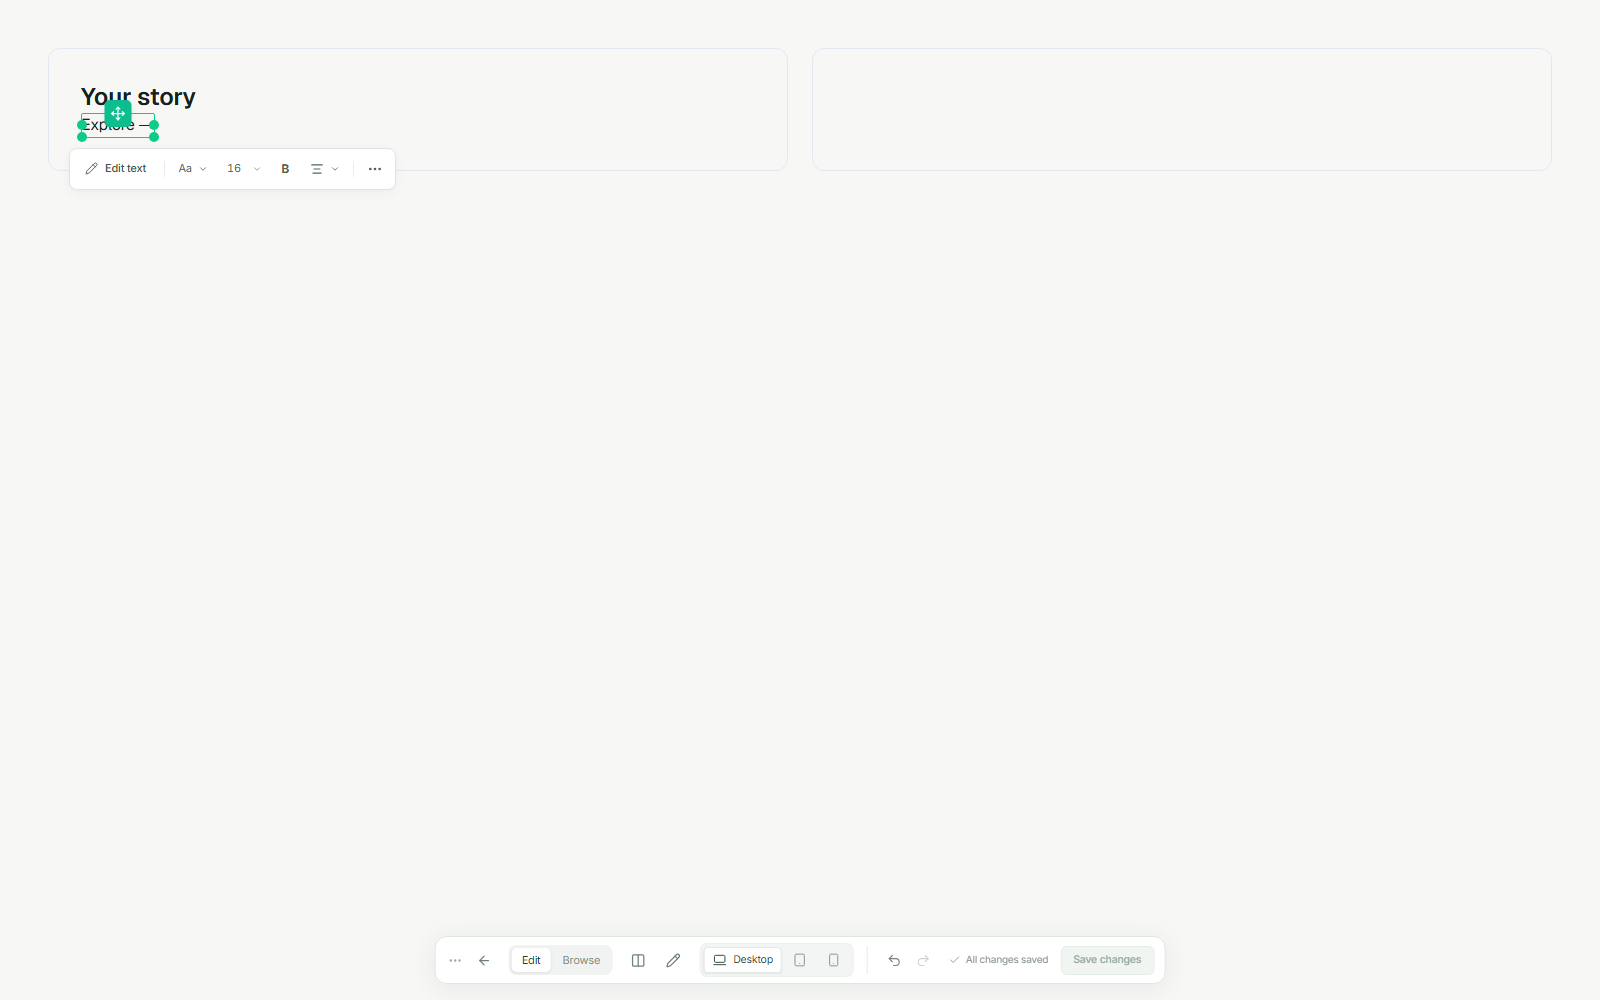 Your story
Explore —
Edit text
Aa
16
B
Edit
Browse
Desktop
All changes saved
Save changes